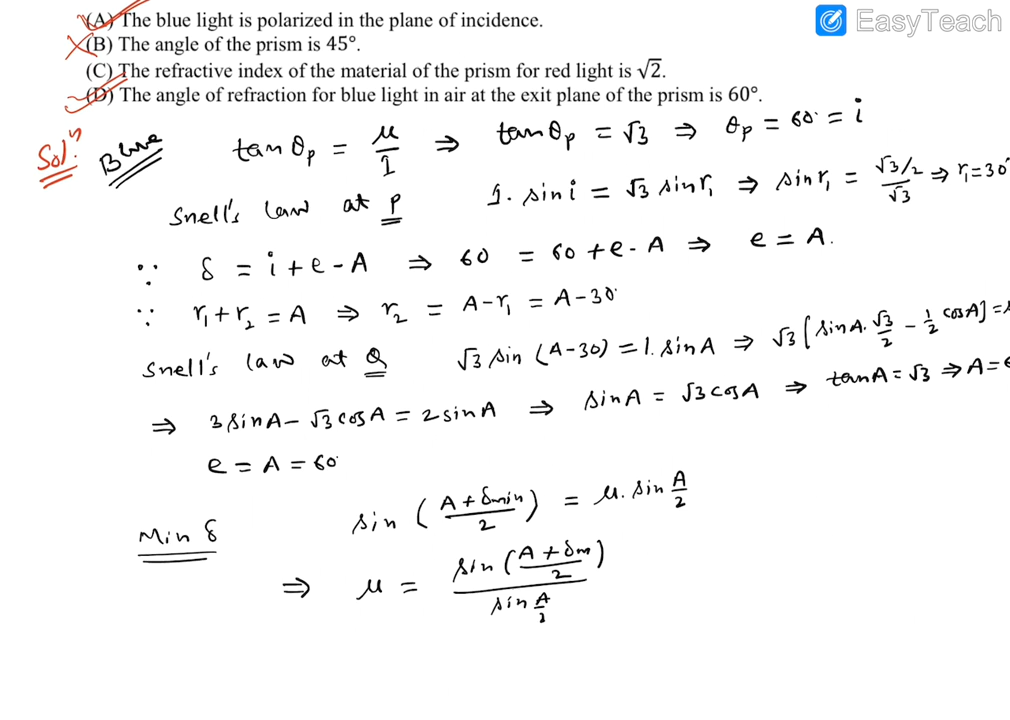 (A) The blue light is polarized in the plane of incidence.
EasyTeach
(B) The angle of the prism is 45°.
(C) The refractive index of the material of the prism for red light is √2.
(D) The angle of refraction for blue light in air at the exit plane of the prism is 60°.
Solⁿ. Blue tan θp = μ/1 ⇒ tan θp = √3 ⇒ θp = 60° = i
Snell's law at P 1. sin i = √3 sin r₁ ⇒ sin r₁ = (√3/2)/√3 ⇒ r₁ = 30°
∵ δ = i + e - A ⇒ 60 = 60 + e - A ⇒ e = A.
∵ r₁ + r₂ = A ⇒ r₂ = A - r₁ = A - 30°
Snell's law at Q √3 sin (A - 30) = 1. sin A ⇒ √3 [sin A. √3/2 - 1/2 cos A] =
⇒ 3 sin A - √3 cos A = 2 sin A ⇒ sin A = √3 cos A ⇒ tan A = √3 ⇒ A =
e = A = 60°
Min δ sin ((A + δmin)/2) = μ. sin A/2
⇒ μ = sin ((A + δm)/2) / sin A/2